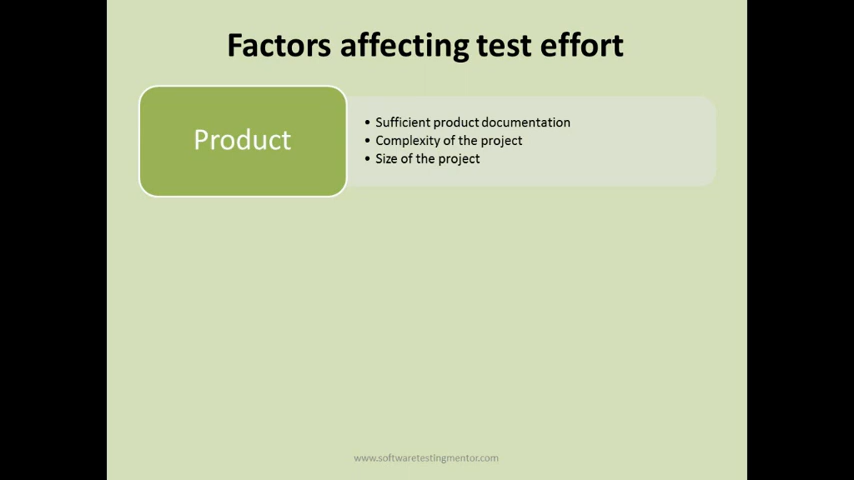 Factors affecting test effort
Product
• Sufficient product documentation
• Complexity of the project
• Size of the project
www.softwaretestingmentor.com